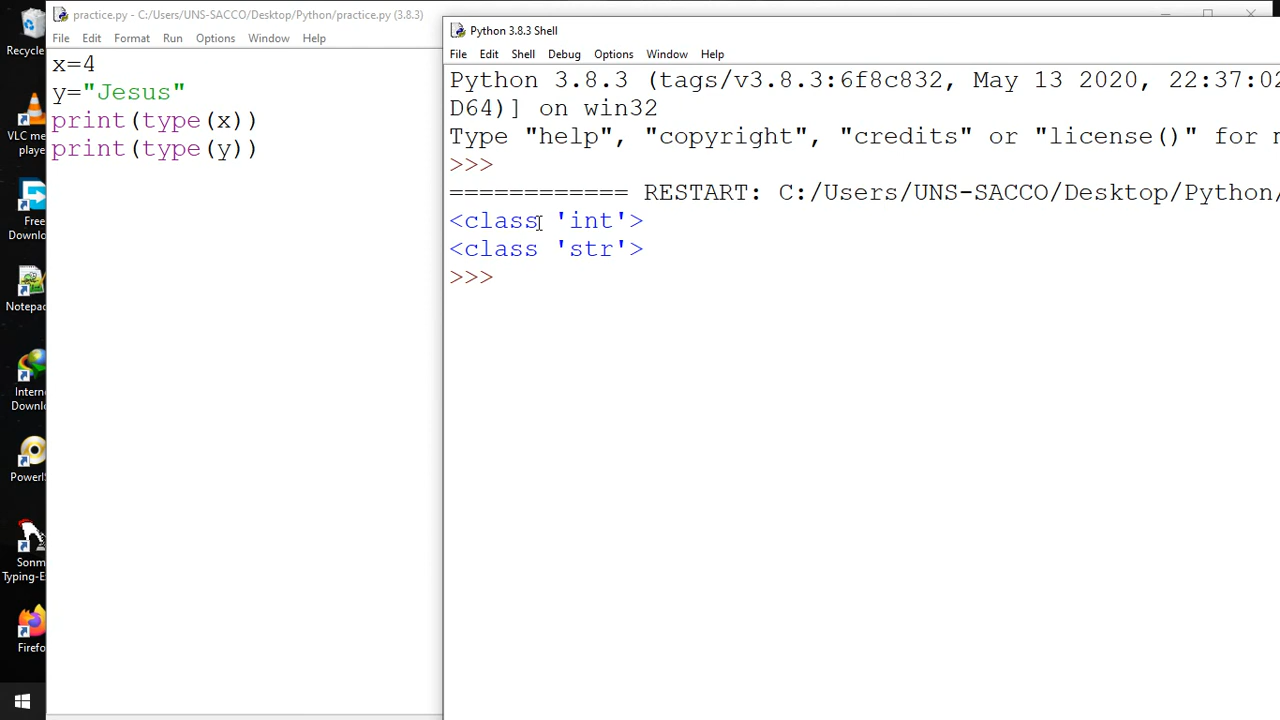 practice.py - C:/Users/UNS-SACCO/Desktop/Python/practice.py (3.8.3)
File Edit Format Run Options Window Help
x=4
y="Jesus"
print(type(x))
print(type(y))
Python 3.8.3 Shell
File Edit Shell Debug Options Window Help
Python 3.8.3 (tags/v3.8.3:6f8c832, May 13 2020, 22:37:02
D64)] on win32
Type "help", "copyright", "credits" or "license()" for
>>>
============ RESTART: C:/Users/UNS-SACCO/Desktop/Python/
<class 'int'>
<class 'str'>
>>>
Recycle
VLC me
playe
Free
Downlo
Notepa
Intern
Downlo
PowerI
Sonm
Typing-E
Firefo